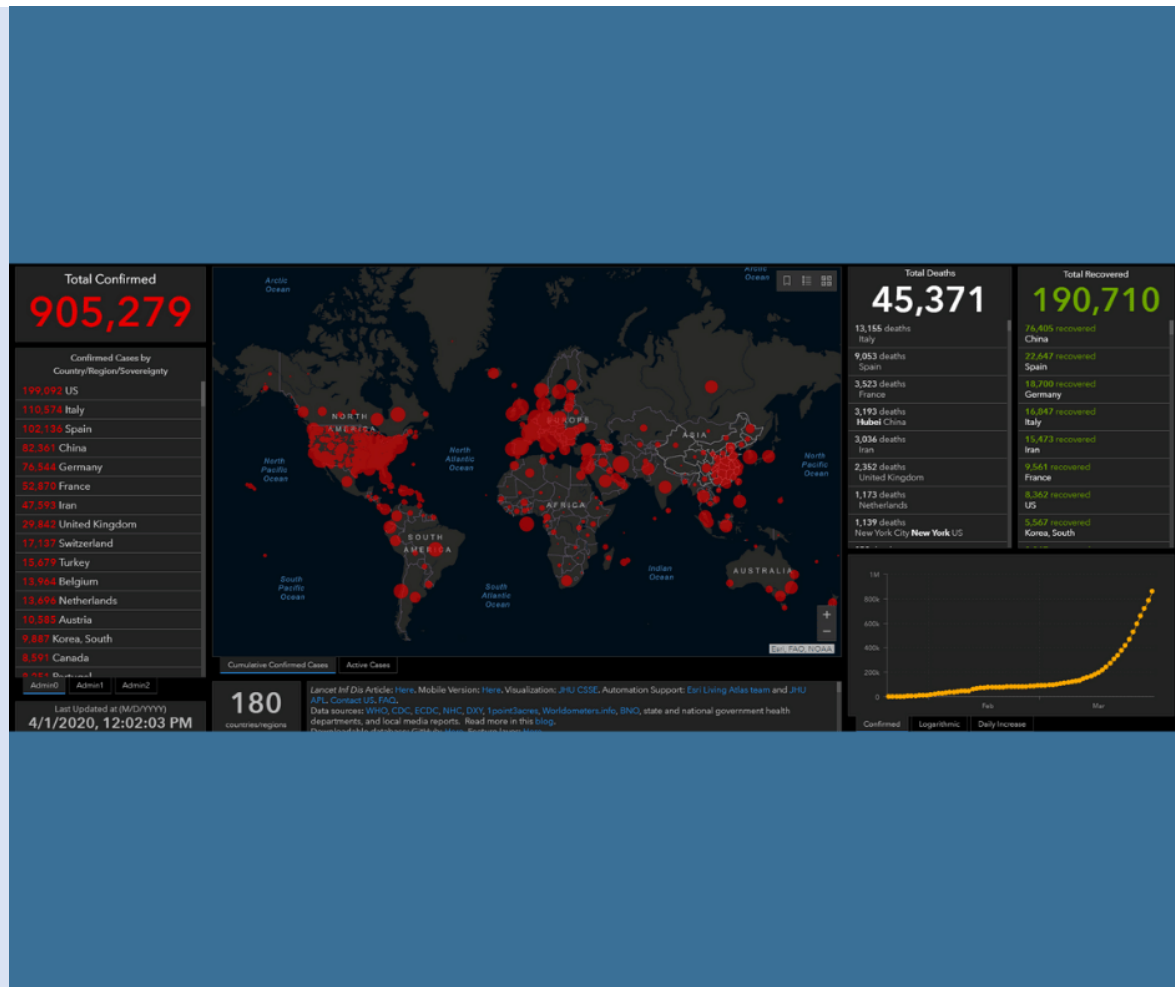 Total Confirmed
905,279
Confirmed Cases by
Country/Region/Sovereignty
199,092 US
110,574 Italy
102,136 Spain
82,361 China
76,544 Germany
52,870 France
47,593 Iran
29,842 United Kingdom
17,137 Switzerland
15,679 Turkey
13,964 Belgium
13,696 Netherlands
10,585 Austria
9,887 Korea, South
8,591 Canada
Admin0 Admin1 Admin2
Last Updated at (M/D/YYYY)
4/1/2020, 12:02:03 PM
Arctic
Ocean
Arctic
Ocean
NORTH
AMERICA
EUROPE
ASIA
North
Pacific
Ocean
North
Atlantic
Ocean
North
Pacific
Ocean
AFRICA
SOUTH
AMERICA
Indian
Ocean
AUSTRALIA
South
Pacific
Ocean
South
Atlantic
Ocean
+
−
Esri, FAO, NOAA
Cumulative Confirmed Cases Active Cases
180
countries/regions
Lancet Inf Dis Article: Here. Mobile Version: Here. Visualization: JHU CSSE. Automation Support: Esri Living Atlas team and JHU
APL. Contact US. FAQ.
Data sources: WHO, CDC, ECDC, NHC, DXY, 1point3acres, Worldometers.info, BNO, state and national government health
departments, and local media reports. Read more in this blog.
Total Deaths
45,371
13,155 deaths
Italy
9,053 deaths
Spain
3,523 deaths
France
3,193 deaths
Hubei China
3,036 deaths
Iran
2,352 deaths
United Kingdom
1,173 deaths
Netherlands
1,139 deaths
New York City New York US
Total Recovered
190,710
76,405 recovered
China
22,647 recovered
Spain
18,700 recovered
Germany
16,847 recovered
Italy
15,473 recovered
Iran
9,561 recovered
France
8,362 recovered
US
5,567 recovered
Korea, South
1M
800k
600k
400k
200k
0
Feb Mar
Confirmed Logarithmic Daily Increase